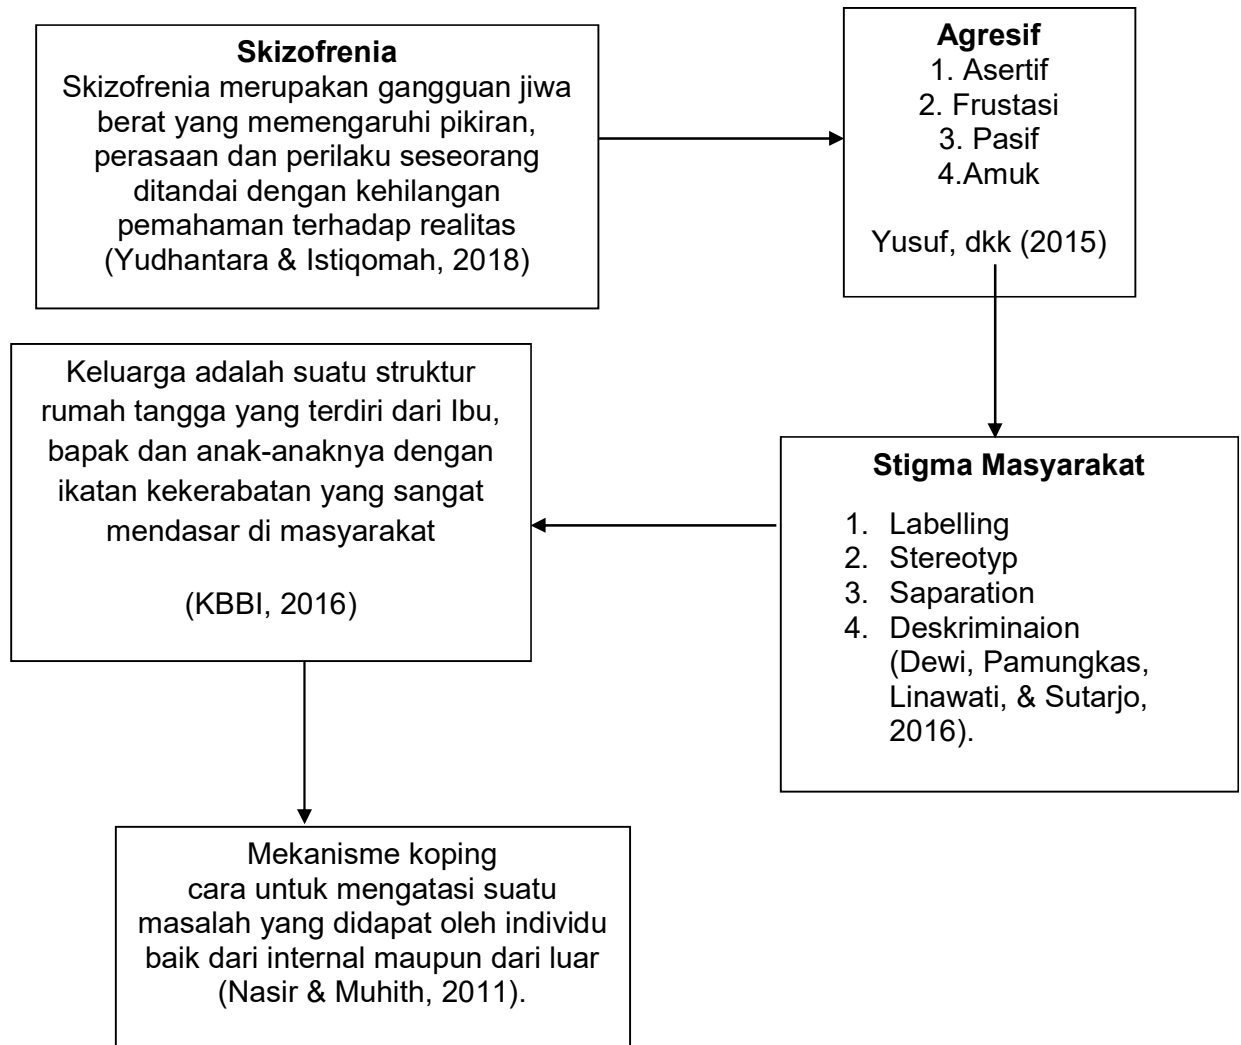 Skizofrenia
Skizofrenia merupakan gangguan jiwa
berat yang memengaruhi pikiran,
perasaan dan perilaku seseorang
ditandai dengan kehilangan
pemahaman terhadap realitas
(Yudhantara & Istiqomah, 2018)
Agresif
1. Asertif
2. Frustasi
3. Pasif
4.Amuk
Yusuf, dkk (2015)
Stigma Masyarakat
1. Labelling
2. Stereotyp
3. Saparation
4. Deskriminaion
(Dewi, Pamungkas,
Linawati, & Sutarjo,
2016).
Keluarga adalah suatu struktur
rumah tangga yang terdiri dari Ibu,
bapak dan anak-anaknya dengan
ikatan kekerabatan yang sangat
mendasar di masyarakat
(KBBI, 2016)
Mekanisme koping
cara untuk mengatasi suatu
masalah yang didapat oleh individu
baik dari internal maupun dari luar
(Nasir & Muhith, 2011).